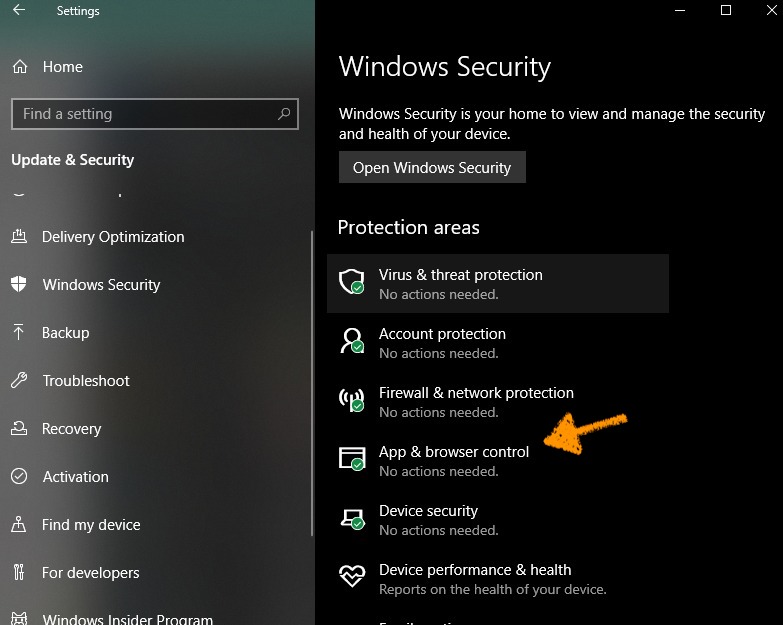 Settings
Home
Find a setting
Update & Security
Delivery Optimization
Windows Security
Backup
Troubleshoot
Recovery
Activation
Find my device
For developers
Windows Insider Program
Windows Security
Windows Security is your home to view and manage the security
and health of your device.
Open Windows Security
Protection areas
Virus & threat protection
No actions needed.
Account protection
No actions needed.
Firewall & network protection
No actions needed.
App & browser control
No actions needed.
Device security
No actions needed.
Device performance & health
Reports on the health of your device.